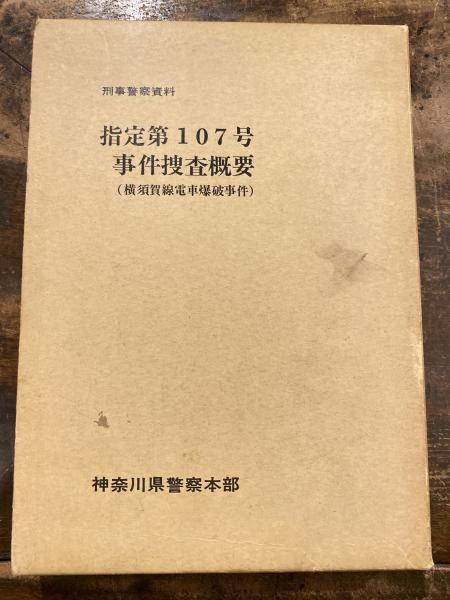 刑事警察資料
指定第107号
事件捜査概要
(横須賀線電車爆破事件)
神奈川県警察本部